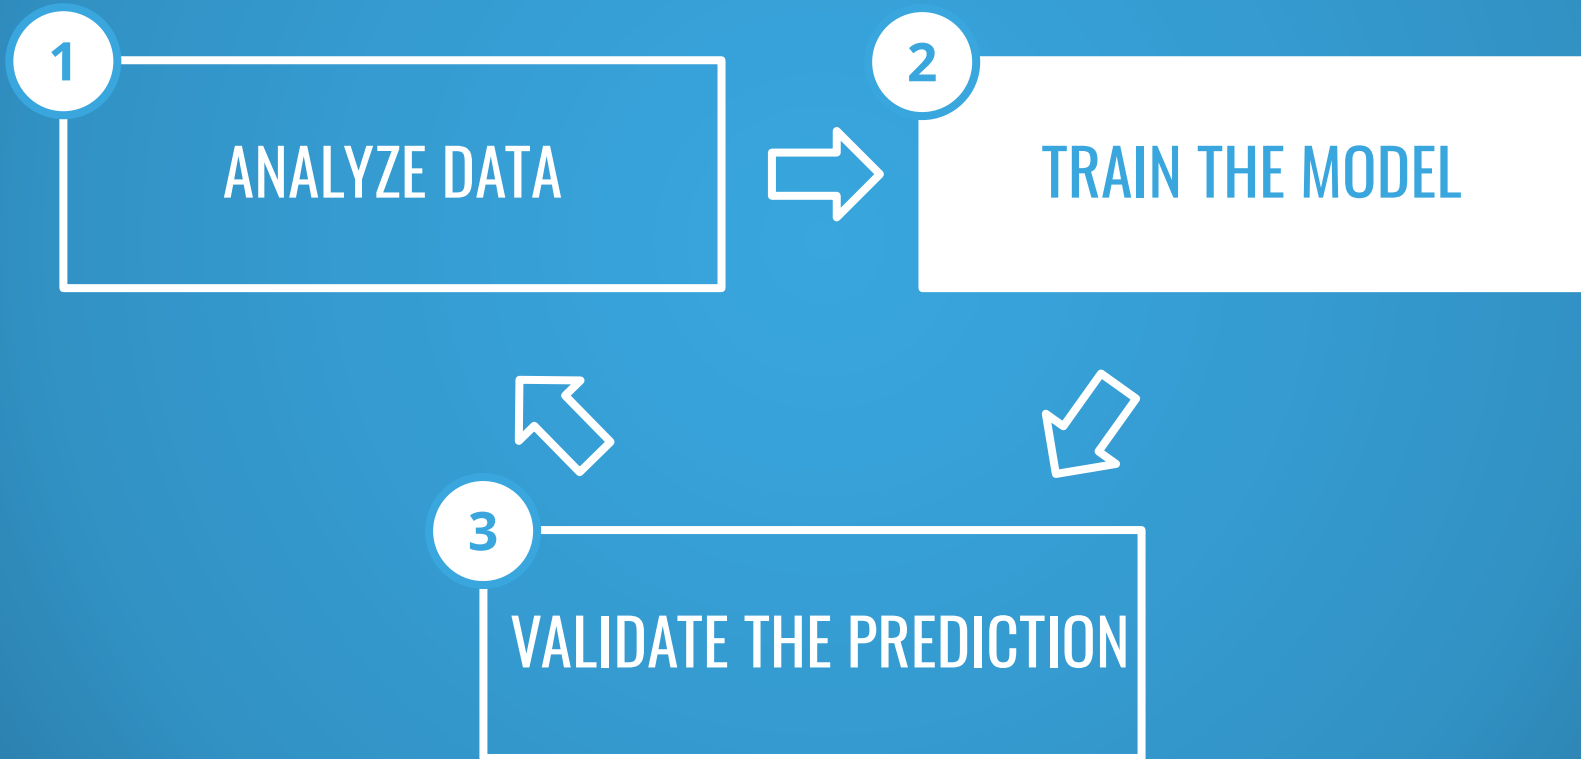 1
ANALYZE DATA
2
TRAIN THE MODEL
3
VALIDATE THE PREDICTION